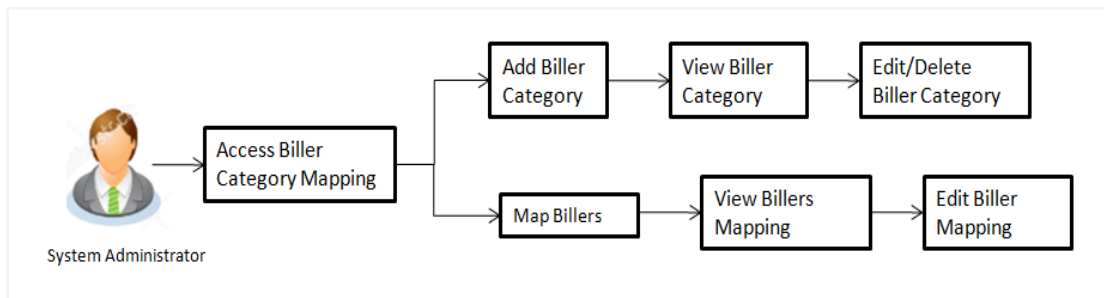 Add Biller
Category
View Biller
Category
Edit/Delete
Biller Category
Access Biller
Category Mapping
Map Billers
View Billers
Mapping
Edit Biller
Mapping
System Administrator